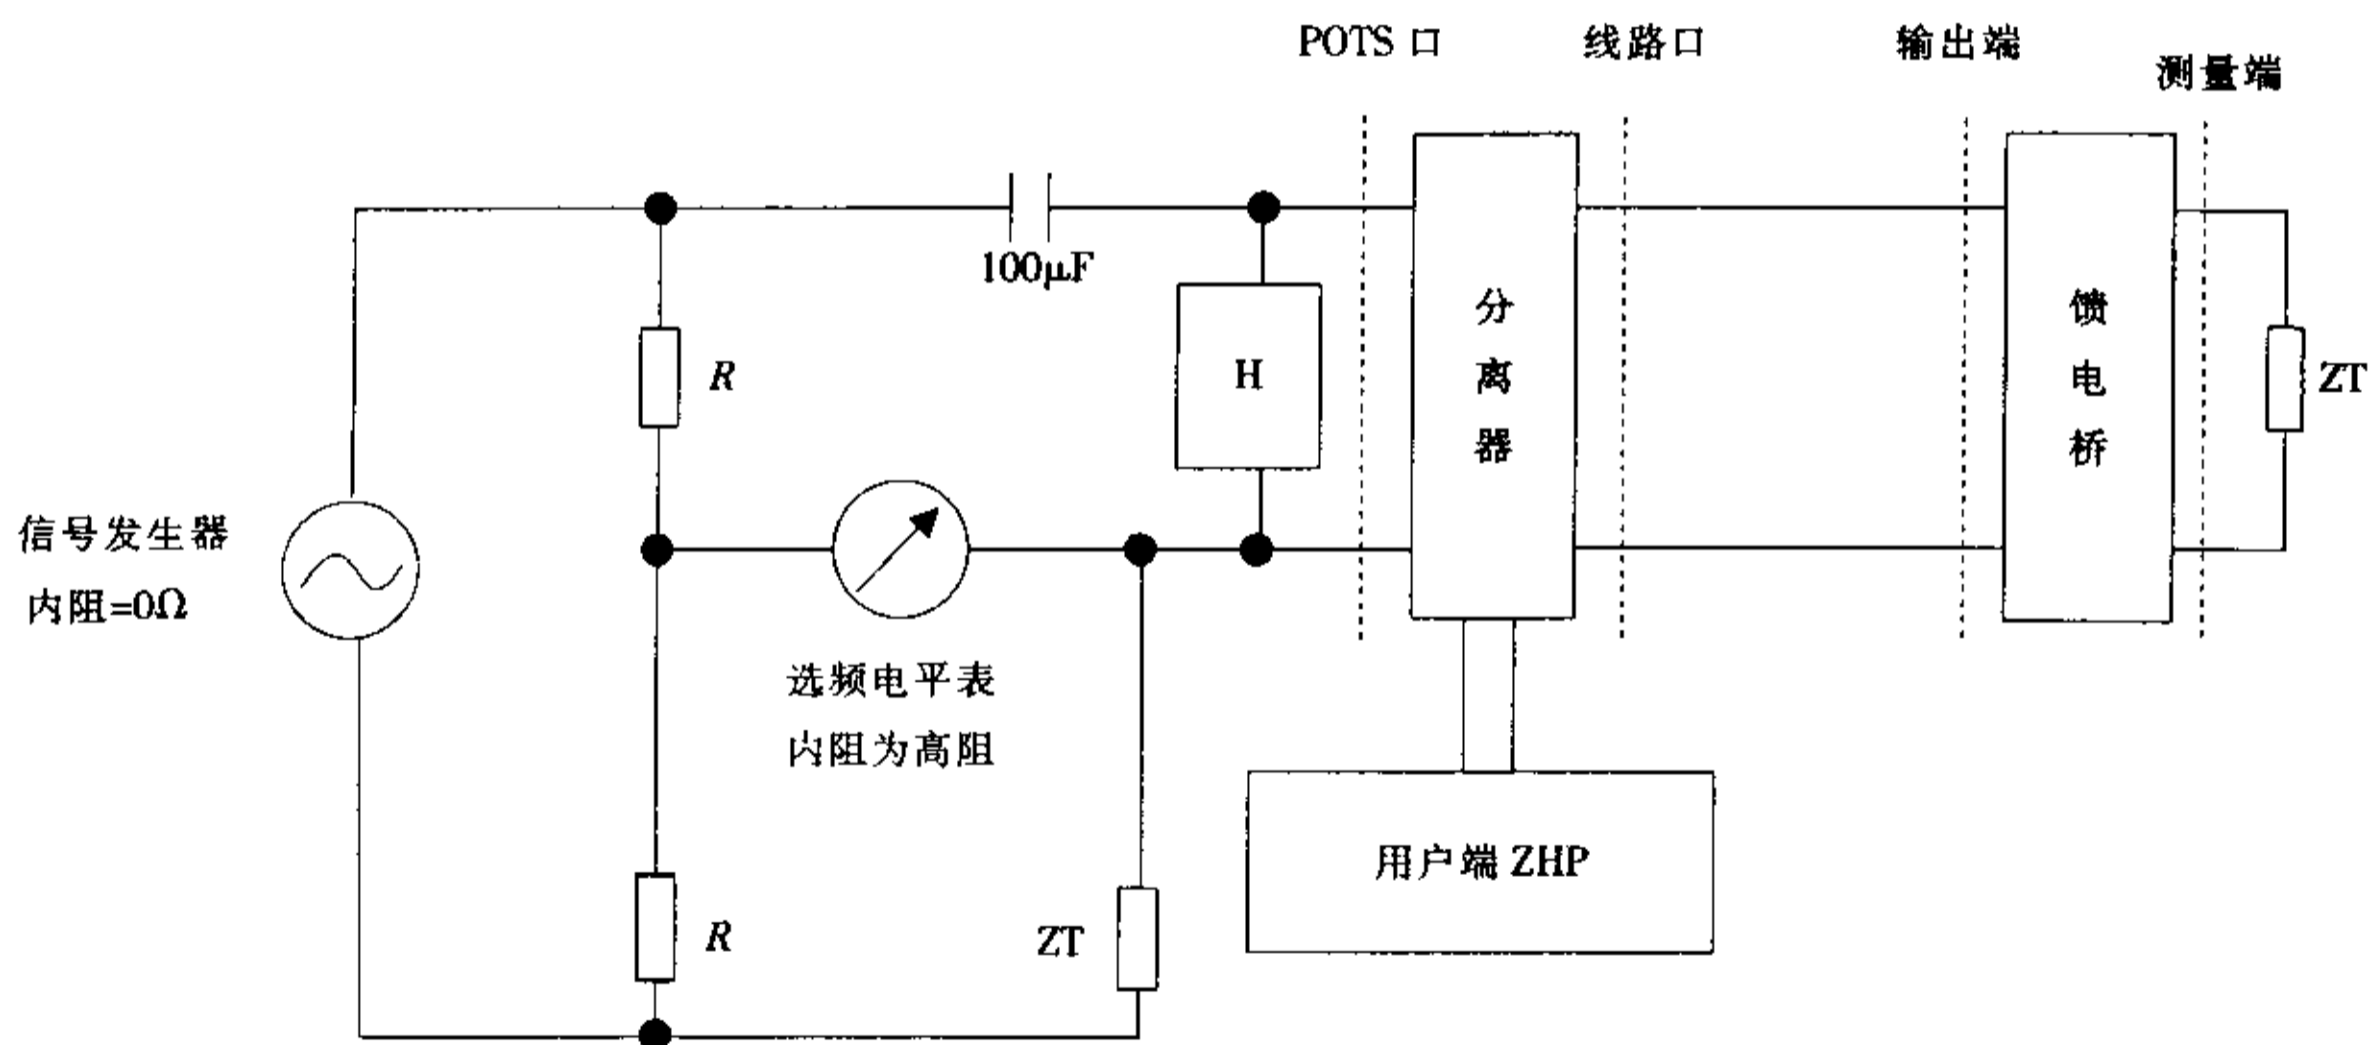 POTS 口
线路口
输出端
测量端
100μF
R
H
分离器
馈电桥
ZT
信号发生器
内阻=0Ω
选频电平表
内阻为高阻
用户端 ZHP
R
ZT